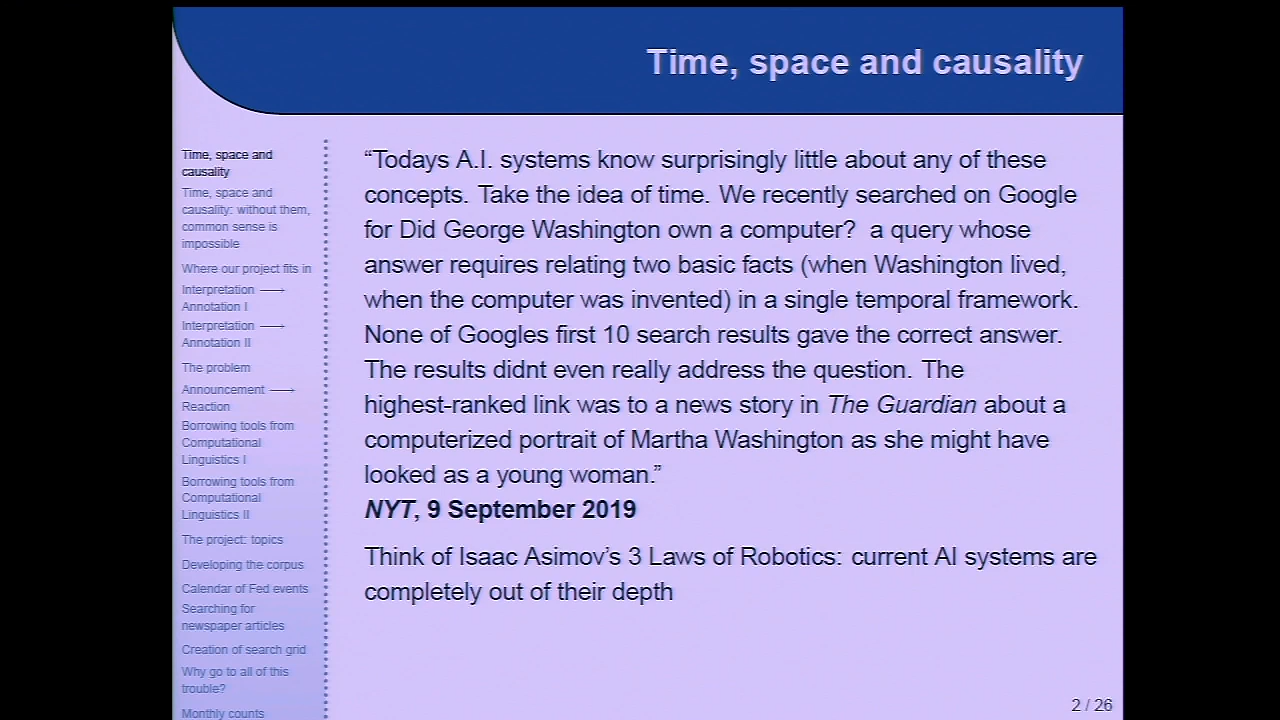 Time, space and causality
Time, space and
causality
Time, space and
causality: without them,
common sense is
impossible
Where our project fits in
Interpretation ⟶
Annotation I
Interpretation ⟶
Annotation II
The problem
Announcement ⟶
Reaction
Borrowing tools from
Computational
Linguistics I
Borrowing tools from
Computational
Linguistics II
The project: topics
Developing the corpus
Calendar of Fed events
Searching for
newspaper articles
Creation of search grid
Why go to all of this
trouble?
Monthly counts
“Todays A.I. systems know surprisingly little about any of these
concepts. Take the idea of time. We recently searched on Google
for Did George Washington own a computer? a query whose
answer requires relating two basic facts (when Washington lived,
when the computer was invented) in a single temporal framework.
None of Googles first 10 search results gave the correct answer.
The results didnt even really address the question. The
highest-ranked link was to a news story in The Guardian about a
computerized portrait of Martha Washington as she might have
looked as a young woman.”
NYT, 9 September 2019
Think of Isaac Asimov’s 3 Laws of Robotics: current AI systems are
completely out of their depth
2 / 26